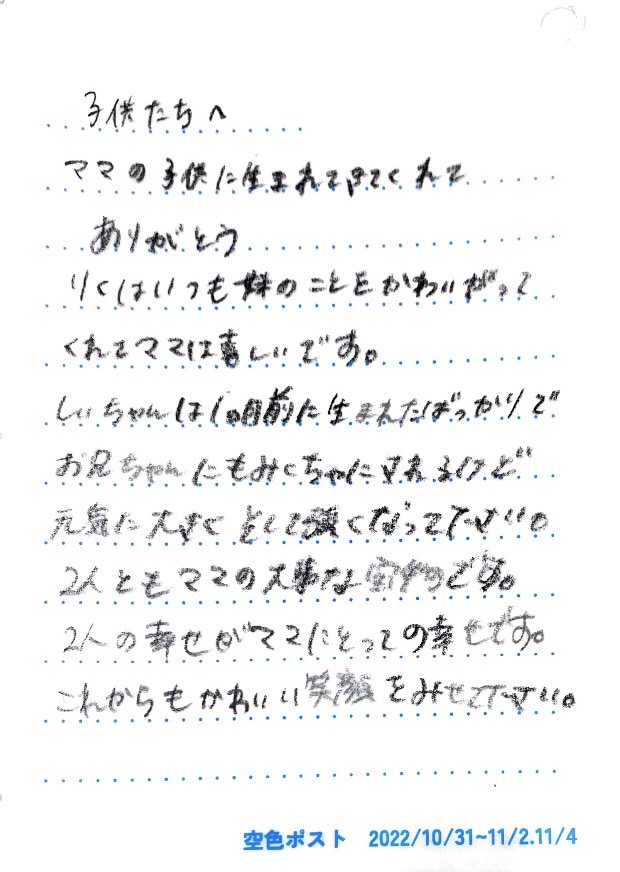 子供たちへ
ママの子供に生まれてきてくれて
ありがとう
りくはいつも妹のことをかわいがって
くれてママは喜しいです。
しぃちゃんは1ヶ月前に生まれたばっかりで
お兄ちゃんにもみくちゃにされるけど
元気に大きくそして強くなって下さい。
2人ともママの大事な宝物です。
2人の幸せがママにとっての幸せです。
これからもかわいい笑顔をみせて下さい。
空色ポスト 2022/10/31~11/2.11/4